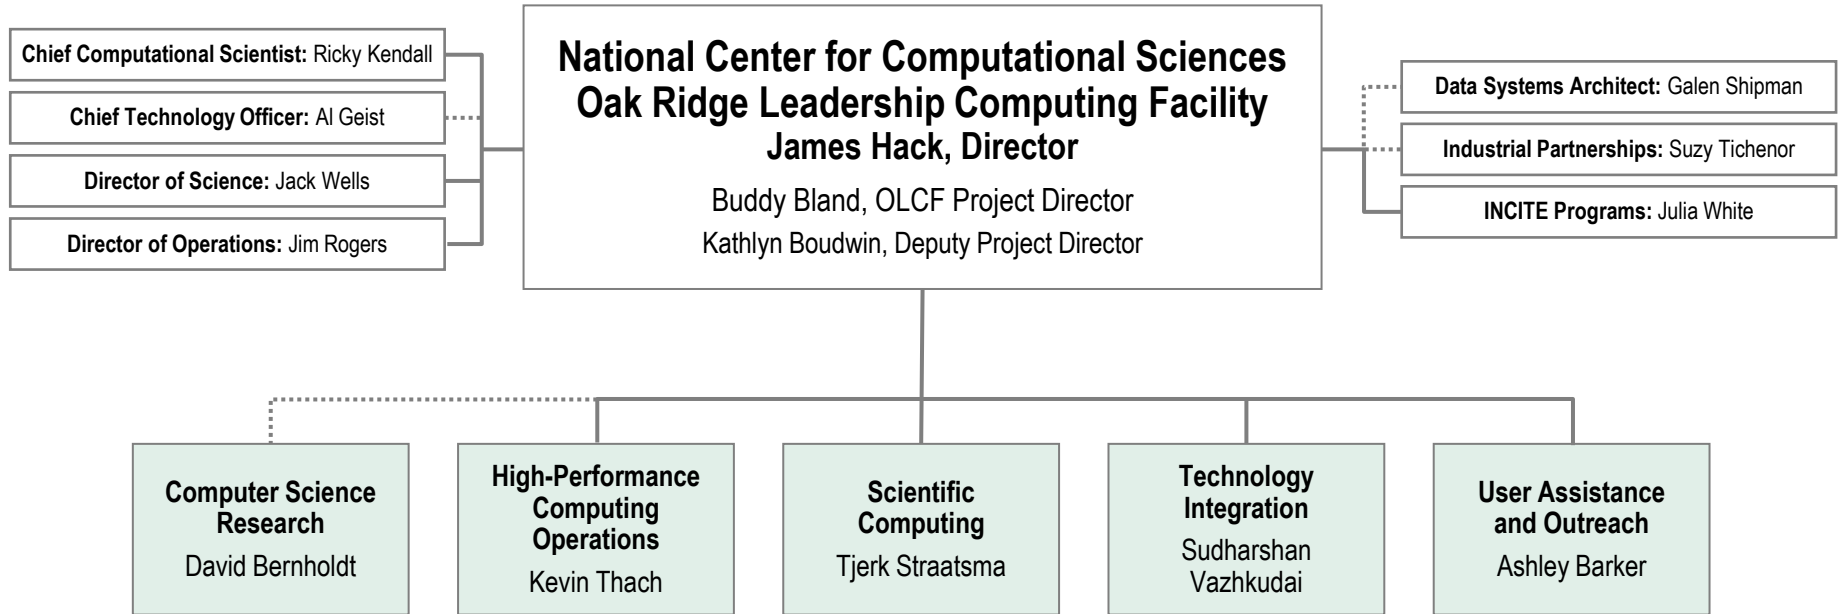 Chief Computational Scientist: Ricky Kendall
Chief Technology Officer: Al Geist
Director of Science: Jack Wells
Director of Operations: Jim Rogers
National Center for Computational Sciences
Oak Ridge Leadership Computing Facility
James Hack, Director
Buddy Bland, OLCF Project Director
Kathlyn Boudwin, Deputy Project Director
Data Systems Architect: Galen Shipman
Industrial Partnerships: Suzy Tichenor
INCITE Programs: Julia White
Computer Science
Research
David Bernholdt
High-Performance
Computing
Operations
Kevin Thach
Scientific
Computing
Tjerk Straatsma
Technology
Integration
Sudharshan
Vazhkudai
User Assistance
and Outreach
Ashley Barker